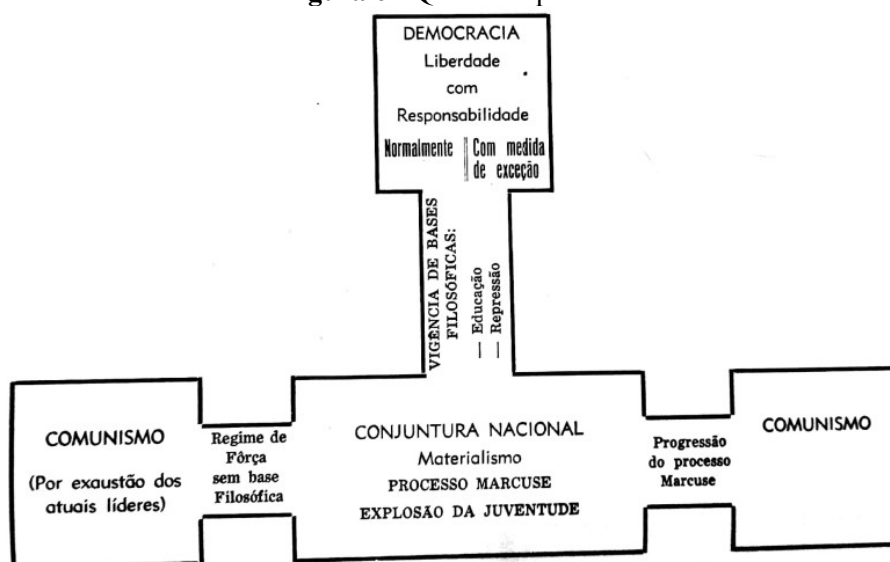 DEMOCRACIA
Liberdade
com
Responsabilidade
Normalmente
Com medida
de exceção
VIGÊNCIA DE BASES
FILOSÓFICAS:
— Educação
— Repressão
COMUNISMO
(Por exaustão dos
atuais líderes)
Regime de
Fôrça
sem base
Filosófica
CONJUNTURA NACIONAL
Materialismo
PROCESSO MARCUSE
EXPLOSÃO DA JUVENTUDE
Progressão
do processo
Marcuse
COMUNISMO